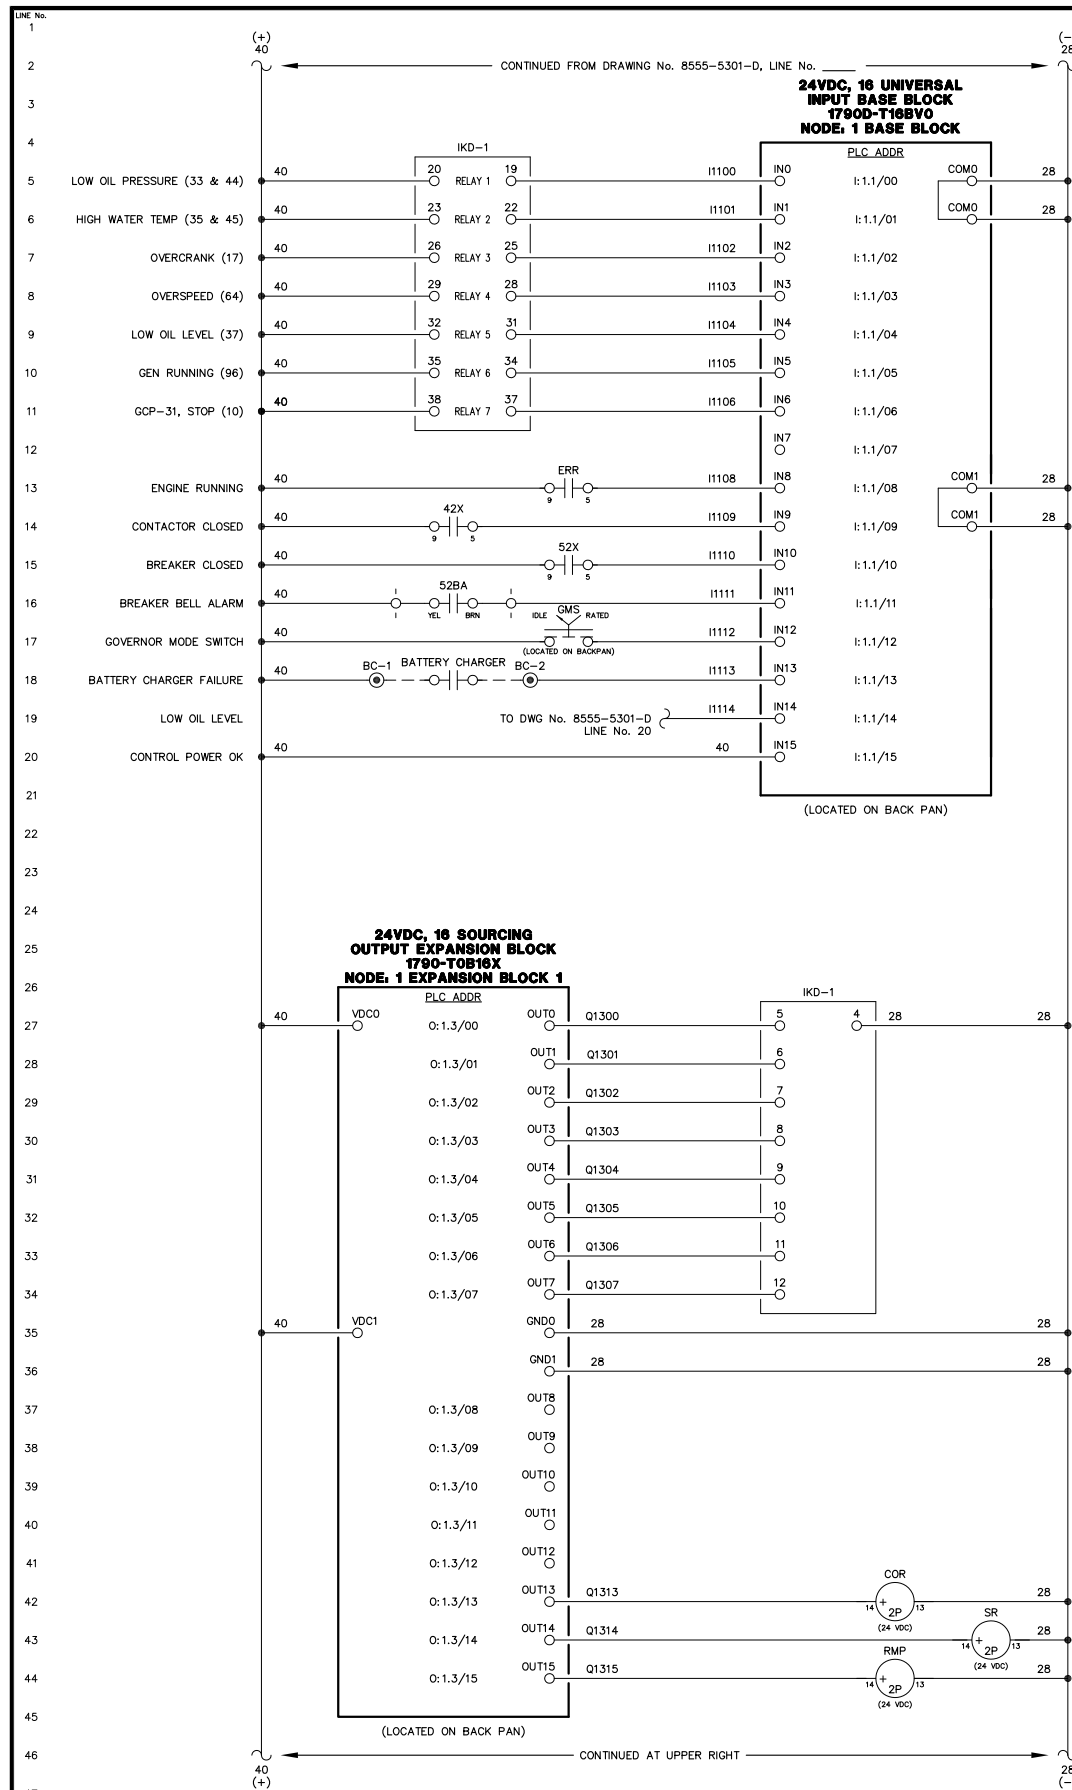 LINE No.
1
(+) (–
40 28
2 CONTINUED FROM DRAWING No. 8555-5301-D, LINE No. ____
24VDC, 16 UNIVERSAL
3 INPUT BASE BLOCK
1790D-T16BV0
NODE: 1 BASE BLOCK
4 IKD-1 PLC ADDR
5 LOW OIL PRESSURE (33 & 44) 40 20 RELAY 1 19 I1100 IN0 I:1.1/00 COM0 28
6 HIGH WATER TEMP (35 & 45) 40 23 RELAY 2 22 I1101 IN1 I:1.1/01 COM0 28
7 OVERCRANK (17) 40 26 RELAY 3 25 I1102 IN2 I:1.1/02
8 OVERSPEED (64) 40 29 RELAY 4 28 I1103 IN3 I:1.1/03
9 LOW OIL LEVEL (37) 40 32 RELAY 5 31 I1104 IN4 I:1.1/04
10 GEN RUNNING (96) 40 35 RELAY 6 34 I1105 IN5 I:1.1/05
11 GCP-31, STOP (10) 40 38 RELAY 7 37 I1106 IN6 I:1.1/06
12 IN7 I:1.1/07
13 ENGINE RUNNING 40 ERR 9 5 I1108 IN8 I:1.1/08 COM1 28
14 CONTACTOR CLOSED 40 42X 9 5 I1109 IN9 I:1.1/09 COM1 28
15 BREAKER CLOSED 40 52X 9 5 I1110 IN10 I:1.1/10
16 BREAKER BELL ALARM 40 52BA YEL BRN I1111 IN11 I:1.1/11
17 GOVERNOR MODE SWITCH 40 IDLE GMS RATED (LOCATED ON BACKPAN) I1112 IN12 I:1.1/12
18 BATTERY CHARGER FAILURE 40 BC-1 BATTERY CHARGER BC-2 I1113 IN13 I:1.1/13
19 LOW OIL LEVEL TO DWG No. 8555-5301-D I1114 IN14 I:1.1/14
LINE No. 20
20 CONTROL POWER OK 40 40 IN15 I:1.1/15
21
(LOCATED ON BACK PAN)
22
23
24
24VDC, 16 SOURCING
25 OUTPUT EXPANSION BLOCK
1790-T0B16X
NODE: 1 EXPANSION BLOCK 1
26 PLC ADDR IKD-1
27 40 VDC0 O:1.3/00 OUT0 Q1300 5 4 28 28
28 O:1.3/01 OUT1 Q1301 6
29 O:1.3/02 OUT2 Q1302 7
30 O:1.3/03 OUT3 Q1303 8
31 O:1.3/04 OUT4 Q1304 9
32 O:1.3/05 OUT5 Q1305 10
33 O:1.3/06 OUT6 Q1306 11
34 O:1.3/07 OUT7 Q1307 12
35 40 VDC1 GND0 28 28
36 GND1 28 28
37 O:1.3/08 OUT8
38 O:1.3/09 OUT9
39 O:1.3/10 OUT10
40 O:1.3/11 OUT11
41 O:1.3/12 OUT12
42 O:1.3/13 OUT13 Q1313 COR 14 + 2P 13 (24 VDC) 28
43 O:1.3/14 OUT14 Q1314 SR 14 + 2P 13 (24 VDC) 28
44 O:1.3/15 OUT15 Q1315 RMP 14 + 2P 13 (24 VDC) 28
45
(LOCATED ON BACK PAN)
46 CONTINUED AT UPPER RIGHT
40 28
(+) (–